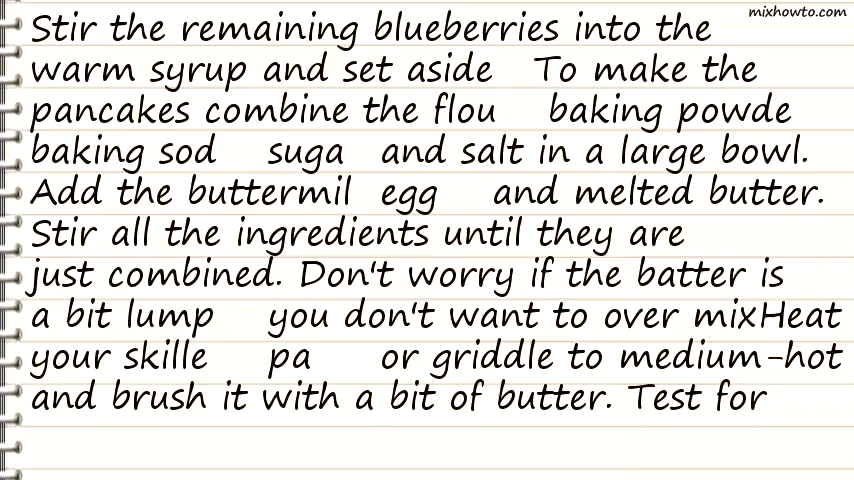 mixhowto.com
Stir the remaining blueberries into the
warm syrup and set aside To make the
pancakes combine the flou baking powde
baking sod suga and salt in a large bowl.
Add the buttermil egg and melted butter.
Stir all the ingredients until they are
just combined. Don't worry if the batter is
a bit lump you don't want to over mixHeat
your skille pa or griddle to medium-hot
and brush it with a bit of butter. Test for